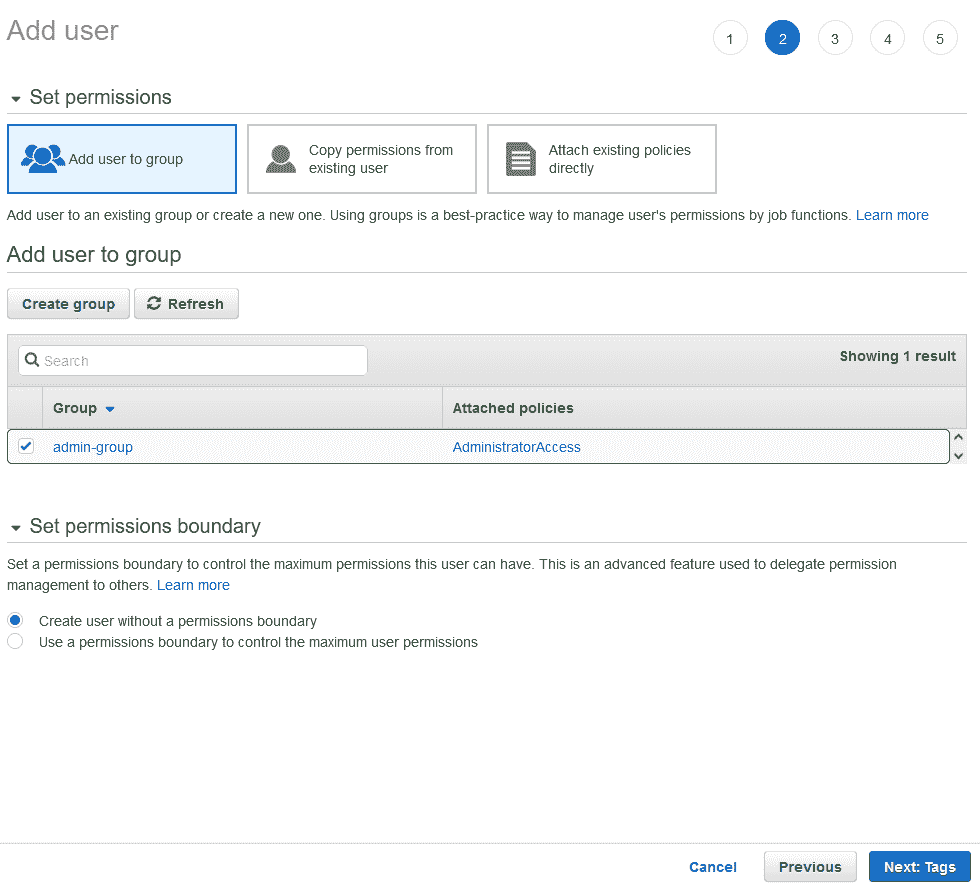 Add user
1 2 3 4 5
Set permissions
Add user to group
Copy permissions from
existing user
Attach existing policies
directly
Add user to an existing group or create a new one. Using groups is a best-practice way to manage user's permissions by job functions. Learn more
Add user to group
Create group Refresh
Search
Showing 1 result
Group Attached policies
admin-group AdministratorAccess
Set permissions boundary
Set a permissions boundary to control the maximum permissions this user can have. This is an advanced feature used to delegate permission
management to others. Learn more
Create user without a permissions boundary
Use a permissions boundary to control the maximum user permissions
Cancel Previous Next: Tags